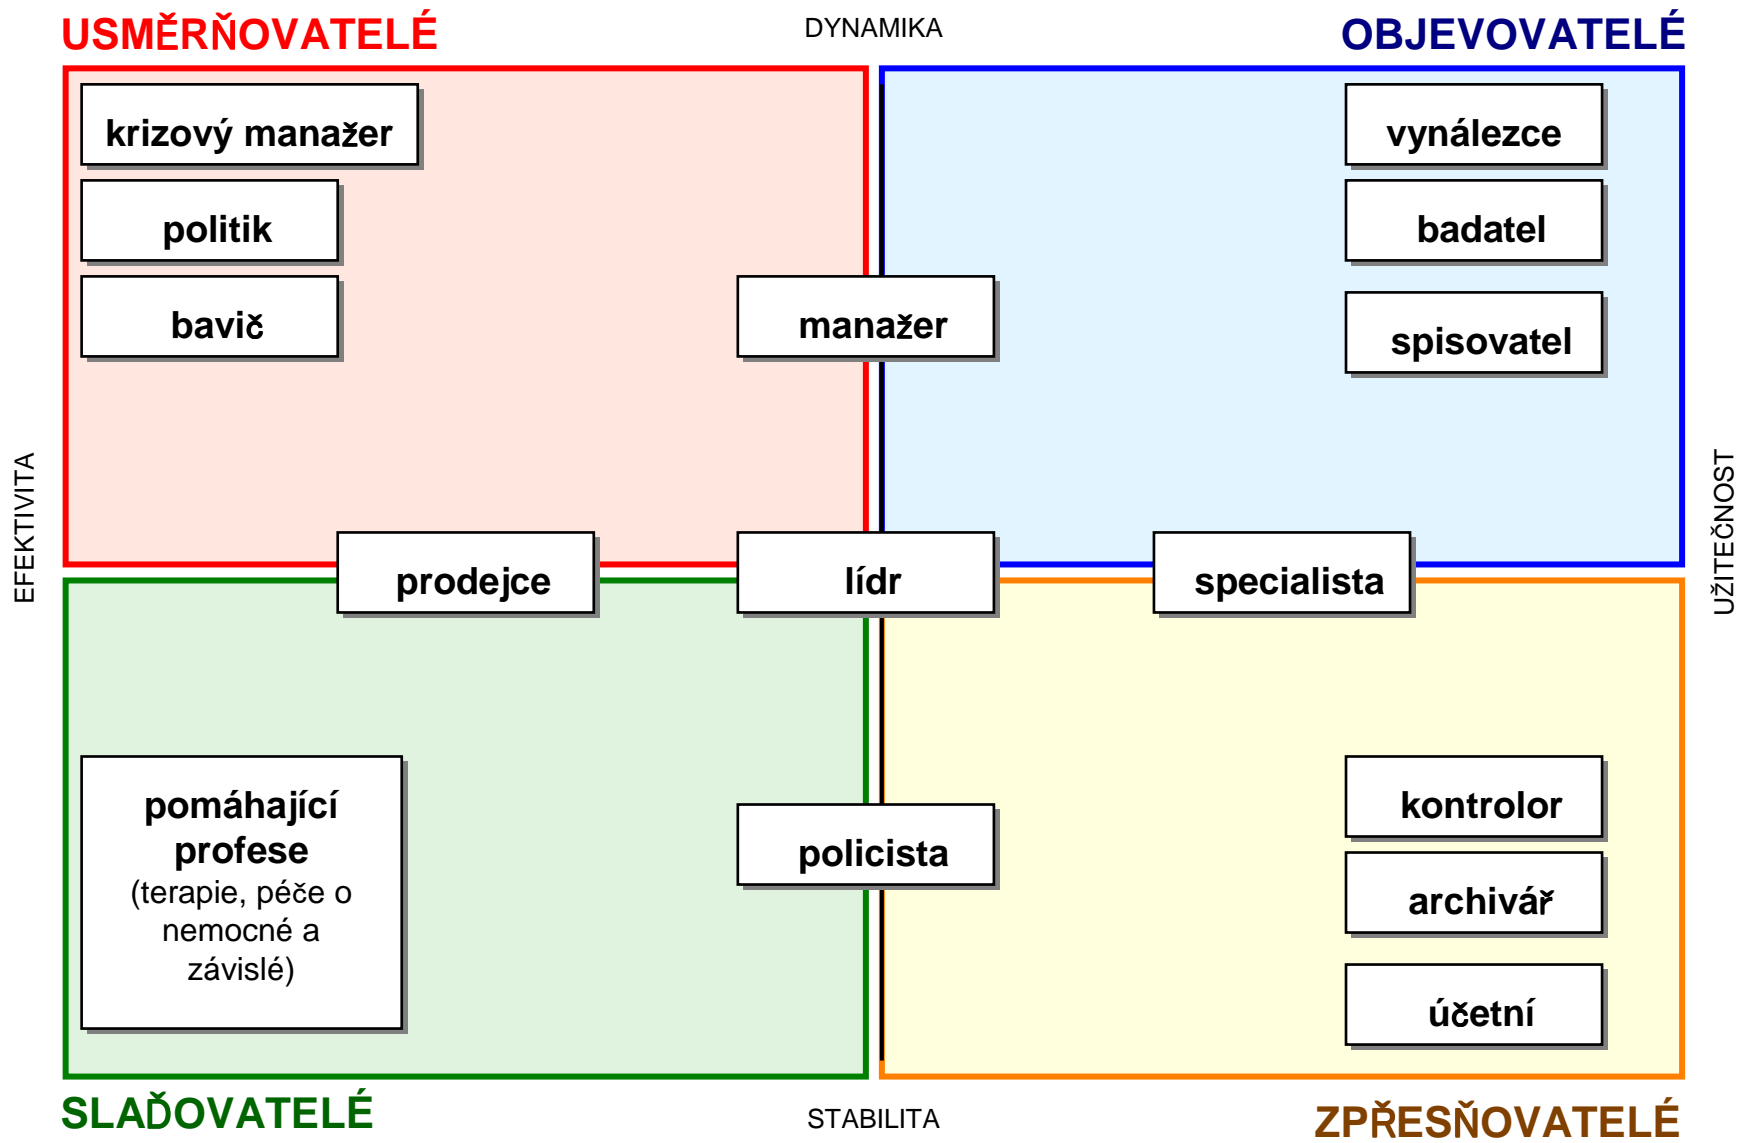 USMĚRŇOVATELÉ
DYNAMIKA
OBJEVOVATELÉ
krizový manažer
vynálezce
politik
badatel
bavič
manažer
spisovatel
EFEKTIVITA
UŽITEČNOST
prodejce
lídr
specialista
pomáhající
profese
(terapie, péče o
nemocné a
závislé)
policista
kontrolor
archivář
účetní
SLAĎOVATELÉ
STABILITA
ZPŘESŇOVATELÉ